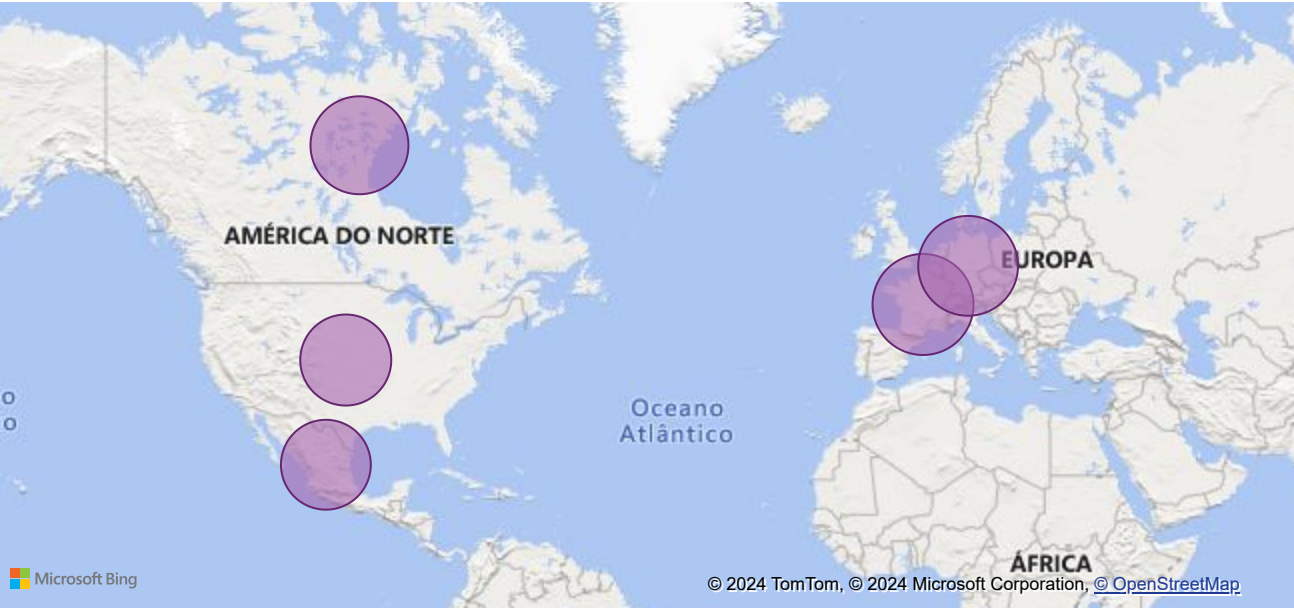 AMÉRICA DO NORTE
EUROPA
o
o
Oceano
Atlântico
ÁFRICA
Microsoft Bing
© 2024 TomTom, © 2024 Microsoft Corporation, © OpenStreetMap